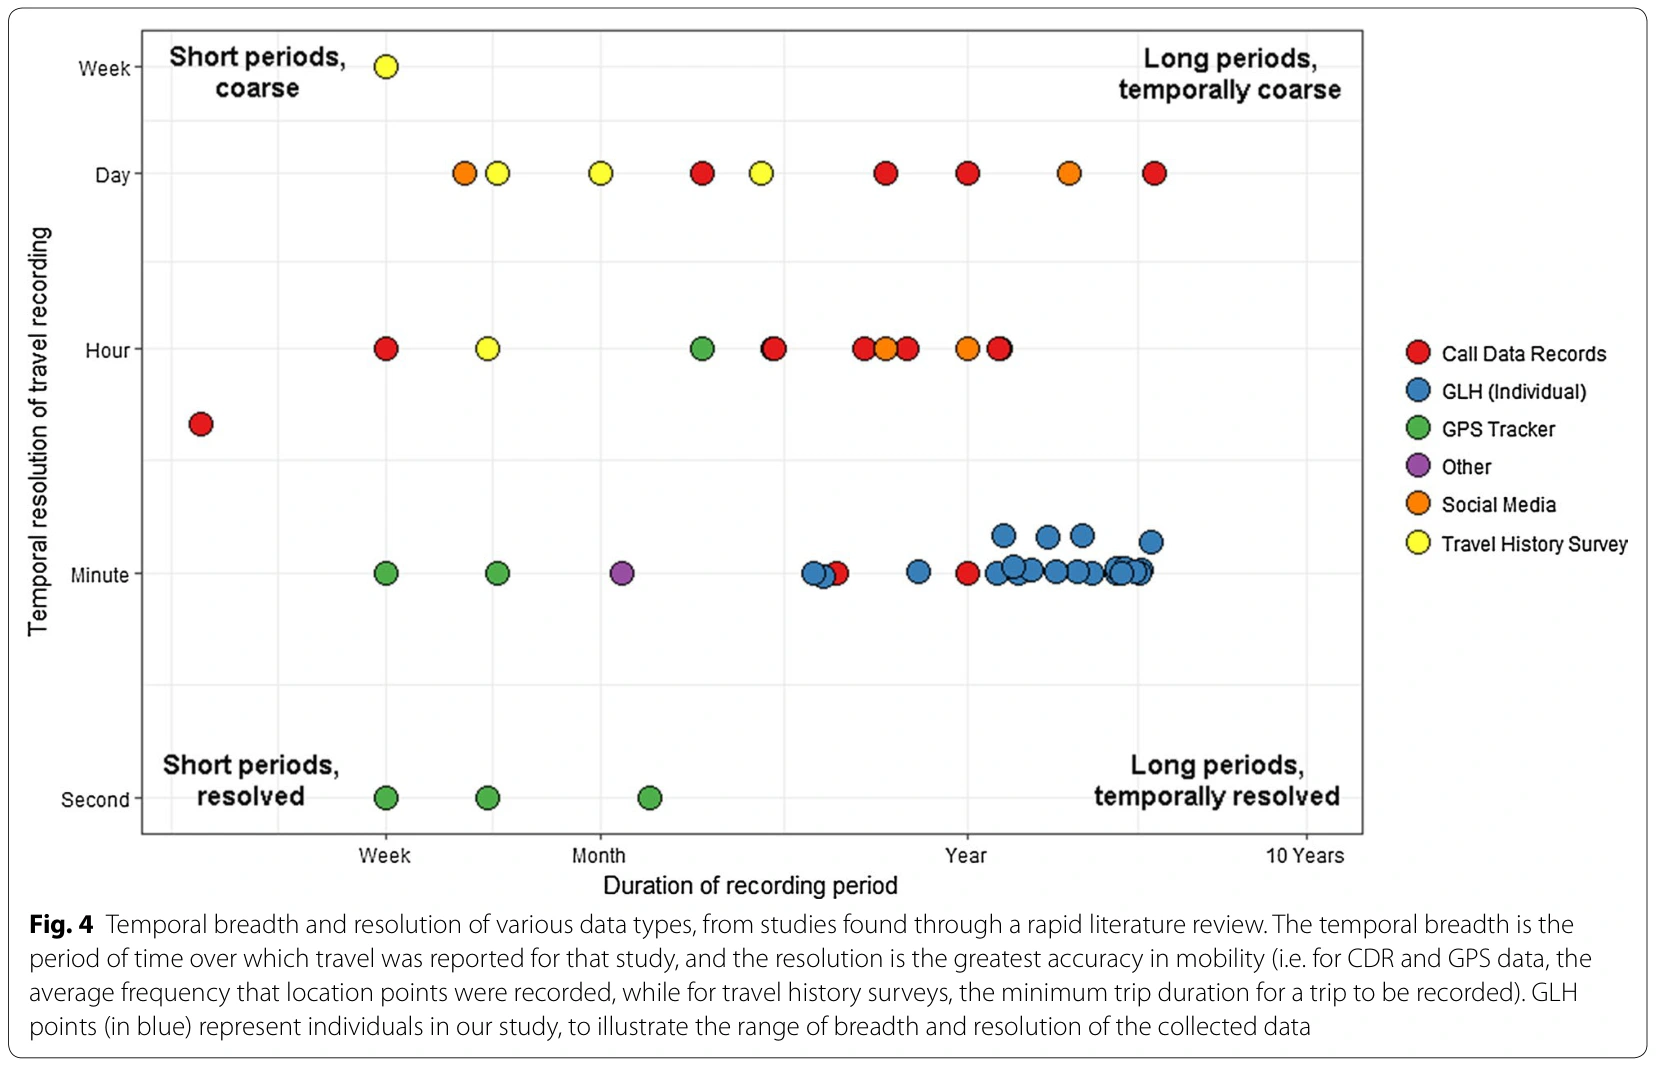 Short periods,
coarse
Long periods,
temporally coarse
Week
Day
Hour
Minute
Second
Temporal resolution of travel recording
Short periods,
resolved
Long periods,
temporally resolved
Week
Month
Year
10 Years
Duration of recording period
Call Data Records
GLH (Individual)
GPS Tracker
Other
Social Media
Travel History Survey
Fig. 4 Temporal breadth and resolution of various data types, from studies found through a rapid literature review. The temporal breadth is the
period of time over which travel was reported for that study, and the resolution is the greatest accuracy in mobility (i.e. for CDR and GPS data, the
average frequency that location points were recorded, while for travel history surveys, the minimum trip duration for a trip to be recorded). GLH
points (in blue) represent individuals in our study, to illustrate the range of breadth and resolution of the collected data